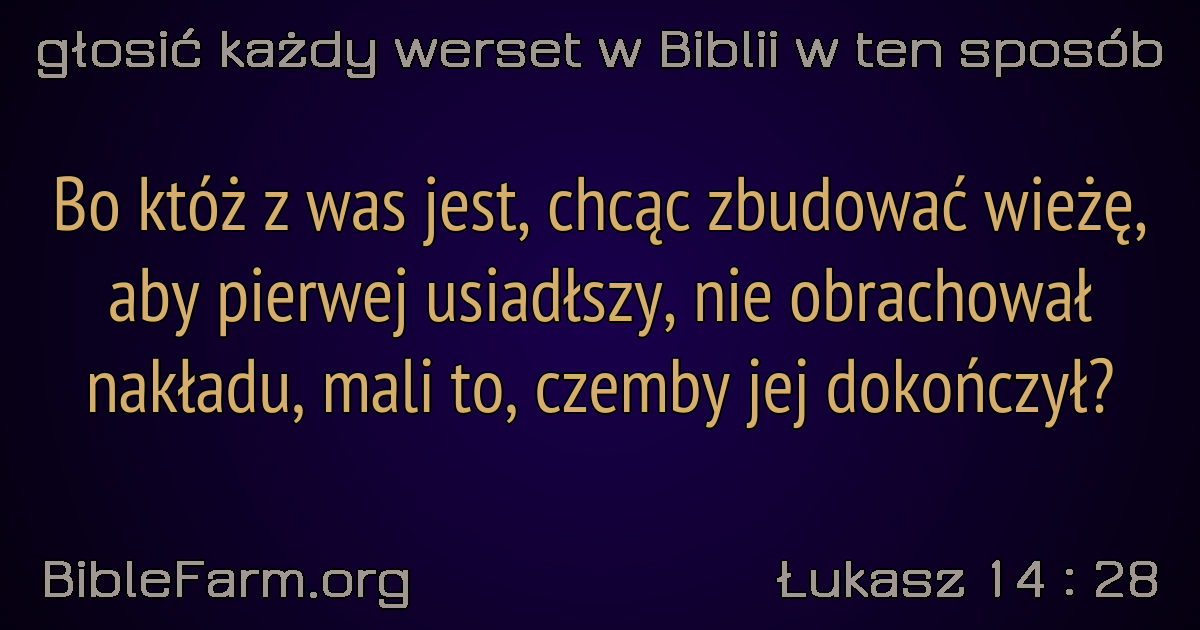 głosić każdy werset w Biblii w ten sposób
Bo któż z was jest, chcąc zbudować wieżę,
aby pierwej usiadłszy, nie obrachował
nakładu, mali to, czemby jej dokończył?
BibleFarm.org
Łukasz 14 : 28